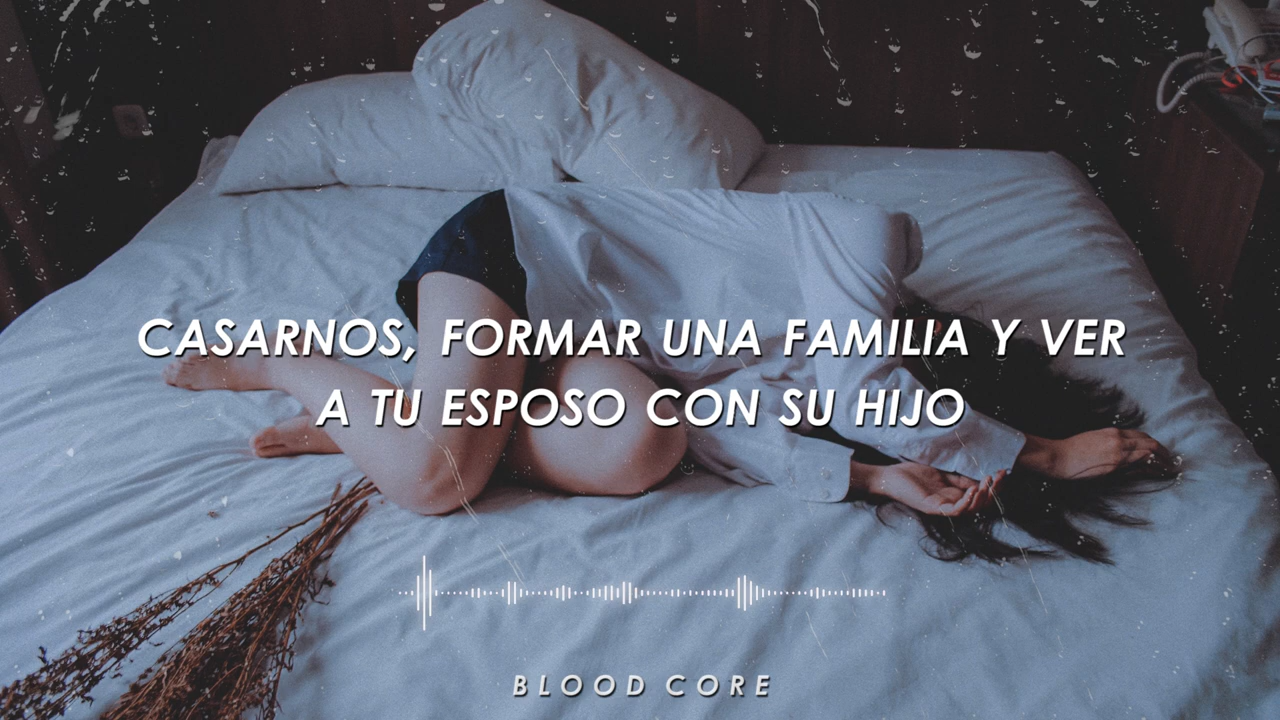 CASARNOS, FORMAR UNA FAMILIA Y VER
A TU ESPOSO CON SU HIJO
BLOOD CORE